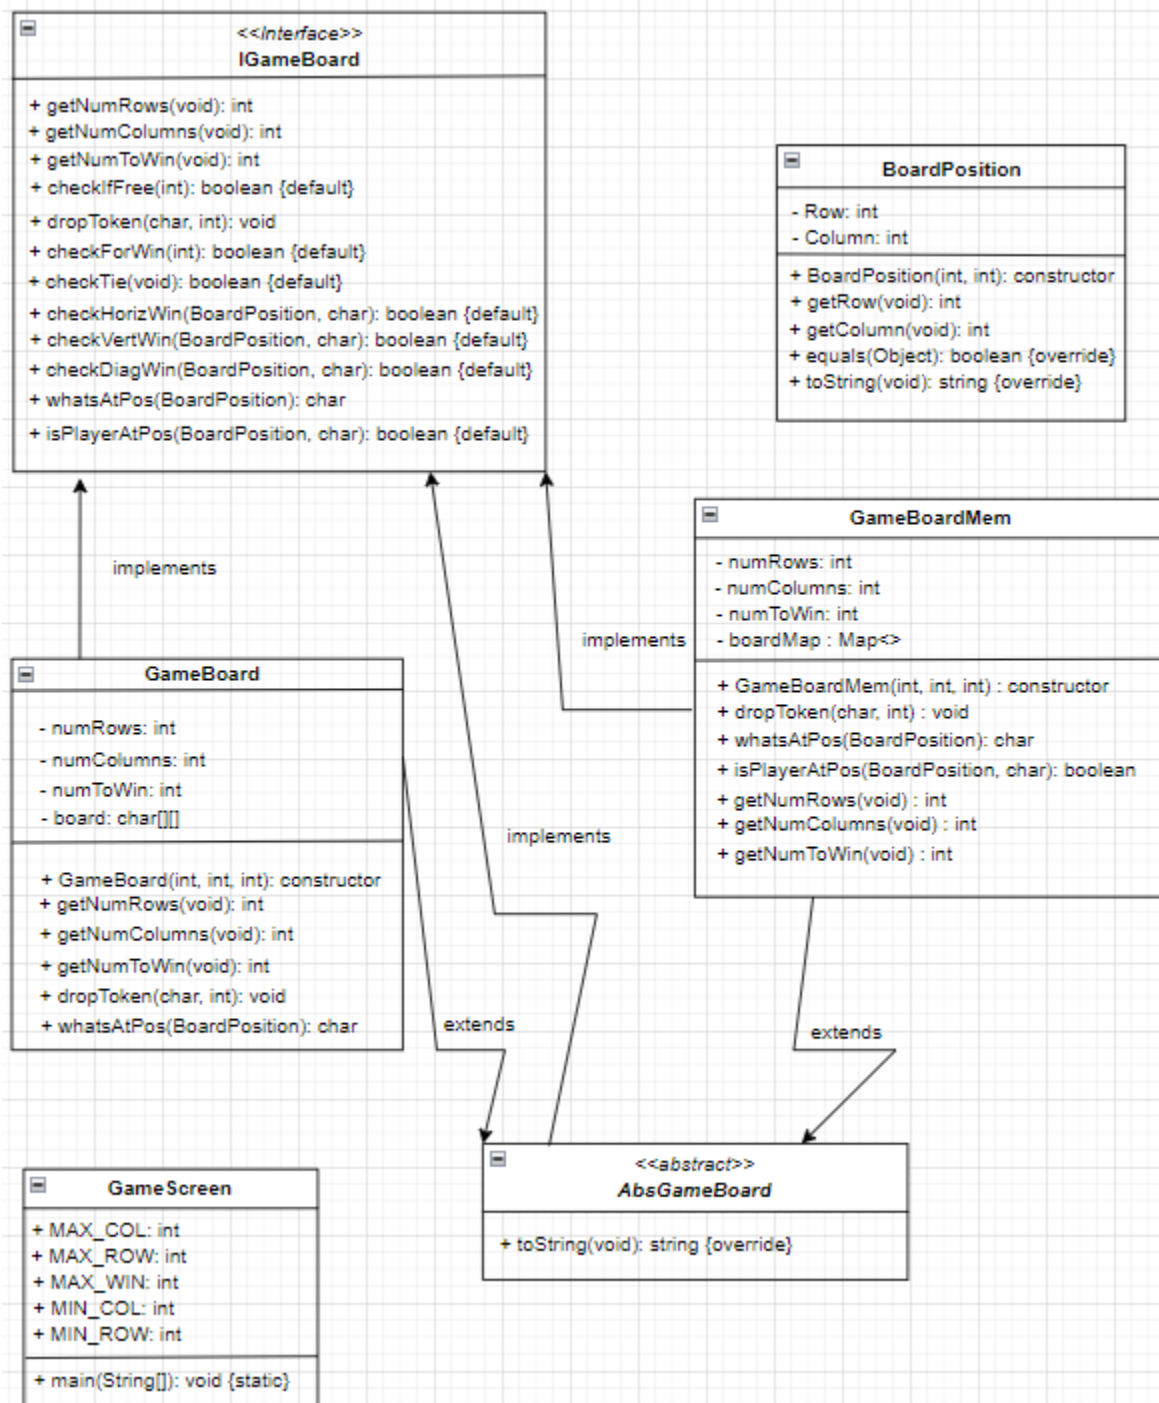 <<Interface>>
IGameBoard
+ getNumRows(void): int
+ getNumColumns(void): int
+ getNumToWin(void): int
+ checkIfFree(int): boolean {default}
+ dropToken(char, int): void
+ checkForWin(int): boolean {default}
+ checkTie(void): boolean {default}
+ checkHorizWin(BoardPosition, char): boolean {default}
+ checkVertWin(BoardPosition, char): boolean {default}
+ checkDiagWin(BoardPosition, char): boolean {default}
+ whatsAtPos(BoardPosition): char
+ isPlayerAtPos(BoardPosition, char): boolean {default}
BoardPosition
- Row: int
- Column: int
+ BoardPosition(int, int): constructor
+ getRow(void): int
+ getColumn(void): int
+ equals(Object): boolean {override}
+ toString(void): string {override}
implements
implements
implements
GameBoardMem
- numRows: int
- numColumns: int
- numToWin: int
- boardMap : Map<>
+ GameBoardMem(int, int, int) : constructor
+ dropToken(char, int) : void
+ whatsAtPos(BoardPosition): char
+ isPlayerAtPos(BoardPosition, char): boolean
+ getNumRows(void) : int
+ getNumColumns(void) : int
+ getNumToWin(void) : int
GameBoard
- numRows: int
- numColumns: int
- numToWin: int
- board: char[][]
+ GameBoard(int, int, int): constructor
+ getNumRows(void): int
+ getNumColumns(void): int
+ getNumToWin(void): int
+ dropToken(char, int): void
+ whatsAtPos(BoardPosition): char
extends
extends
<<abstract>>
AbsGameBoard
+ toString(void): string {override}
GameScreen
+ MAX_COL: int
+ MAX_ROW: int
+ MAX_WIN: int
+ MIN_COL: int
+ MIN_ROW: int
+ main(String[]): void {static}